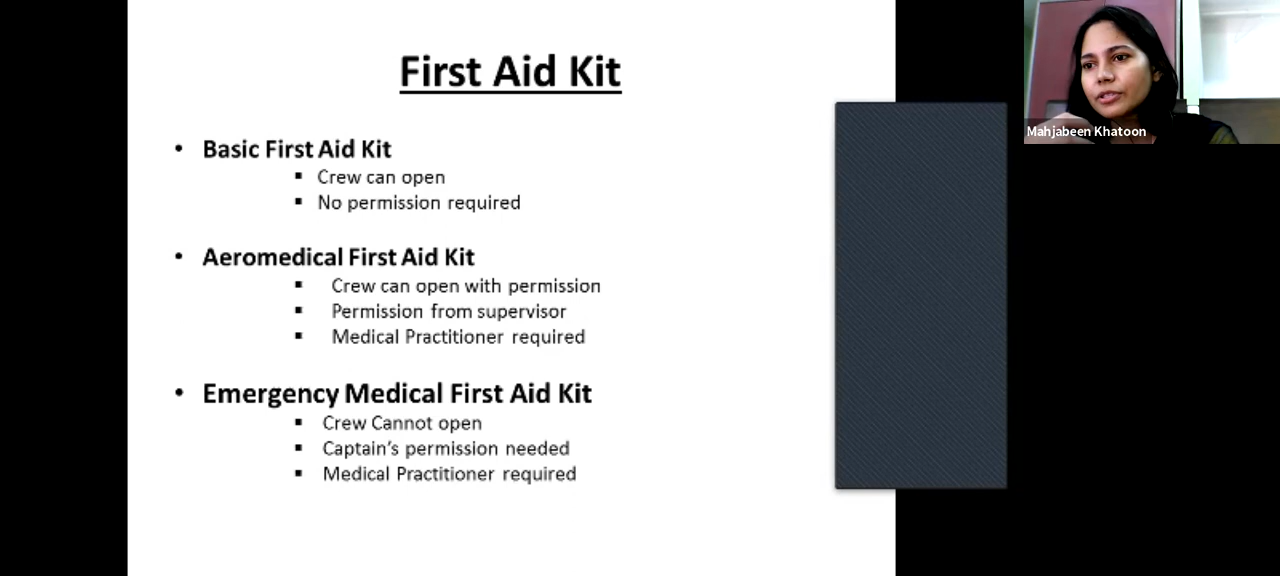 First Aid Kit
• Basic First Aid Kit
▪ Crew can open
▪ No permission required
• Aeromedical First Aid Kit
▪ Crew can open with permission
▪ Permission from supervisor
▪ Medical Practitioner required
• Emergency Medical First Aid Kit
▪ Crew Cannot open
▪ Captain's permission needed
▪ Medical Practitioner required
Mahjabeen Khatoon